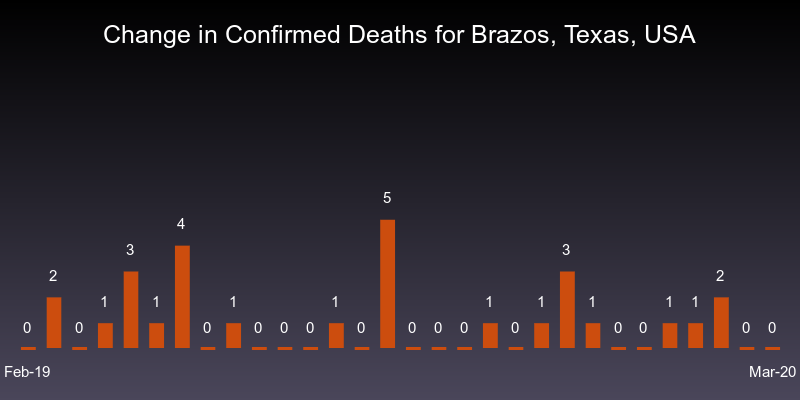 Change in Confirmed Deaths for Brazos, Texas, USA
5
4
3 3
2 2
1 1 1 1 1 1 1 1 1
0 0 0 0 0 0 0 0 0 0 0 0 0 0 0 0
Feb-19 Mar-20